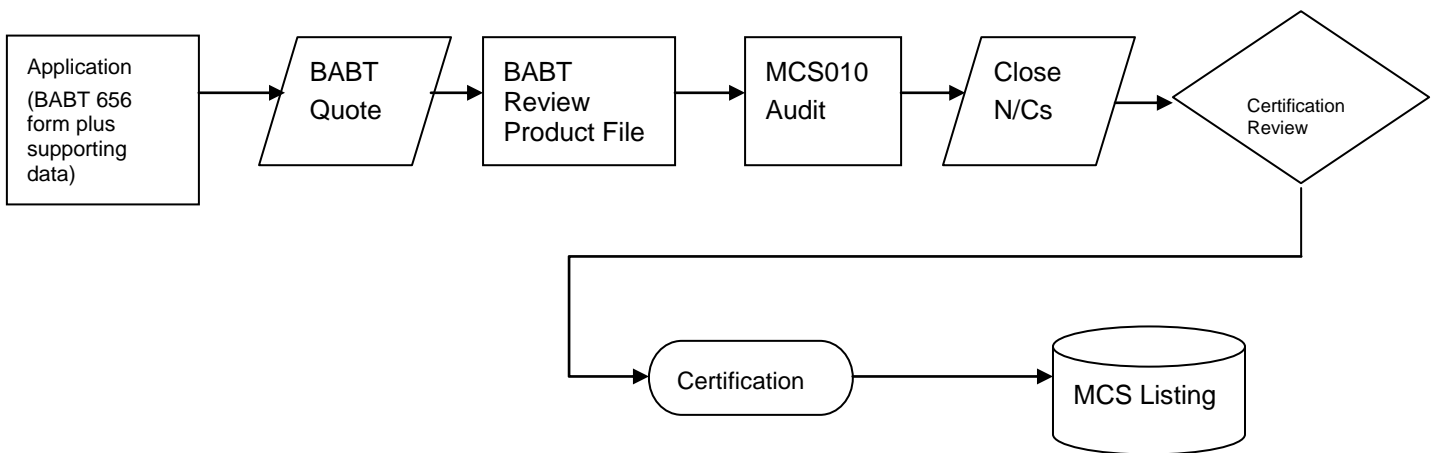 Application
(BABT 656
form plus
supporting
data)
BABT
Quote
BABT
Review
Product File
MCS010
Audit
Close
N/Cs
Certification
Review
Certification
MCS Listing